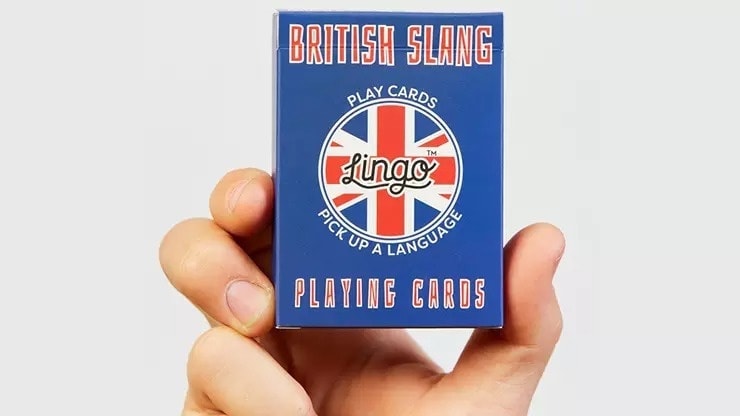 BRITISH SLANG
PLAY CARDS
Lingo™
PICK UP A LANGUAGE
PLAYING CARDS